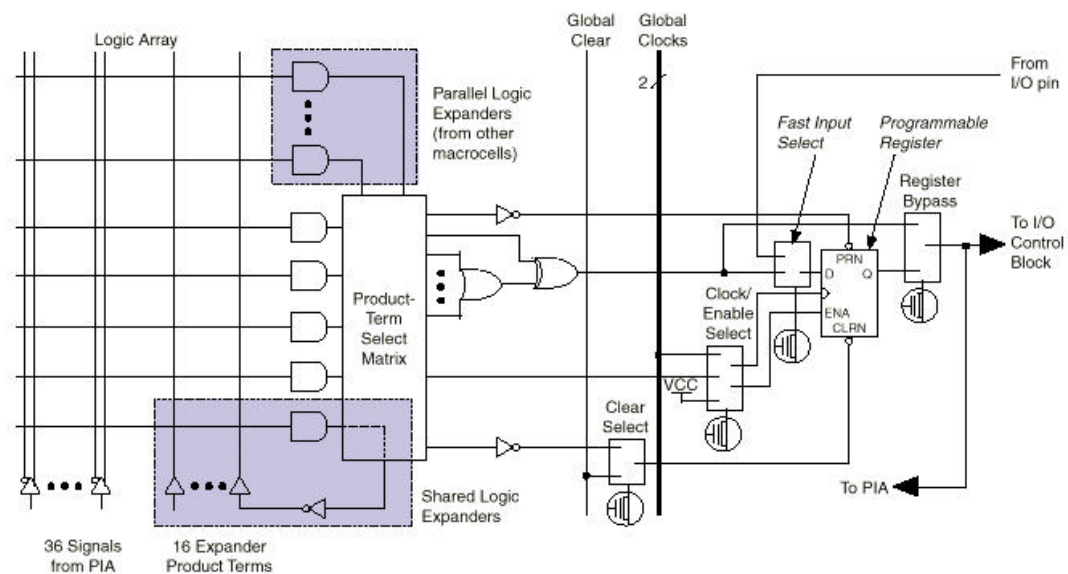 Logic Array
Global
Clear
Global
Clocks
2
From
I/O pin
Parallel Logic
Expanders
(from other
macrocells)
Fast Input
Select
Programmable
Register
Register
Bypass
To I/O
Control
Block
PRN
D
Q
ENA
CLRN
Clock/
Enable
Select
Product-
Term
Select
Matrix
VCC
Clear
Select
To PIA
Shared Logic
Expanders
36 Signals
from PIA
16 Expander
Product Terms